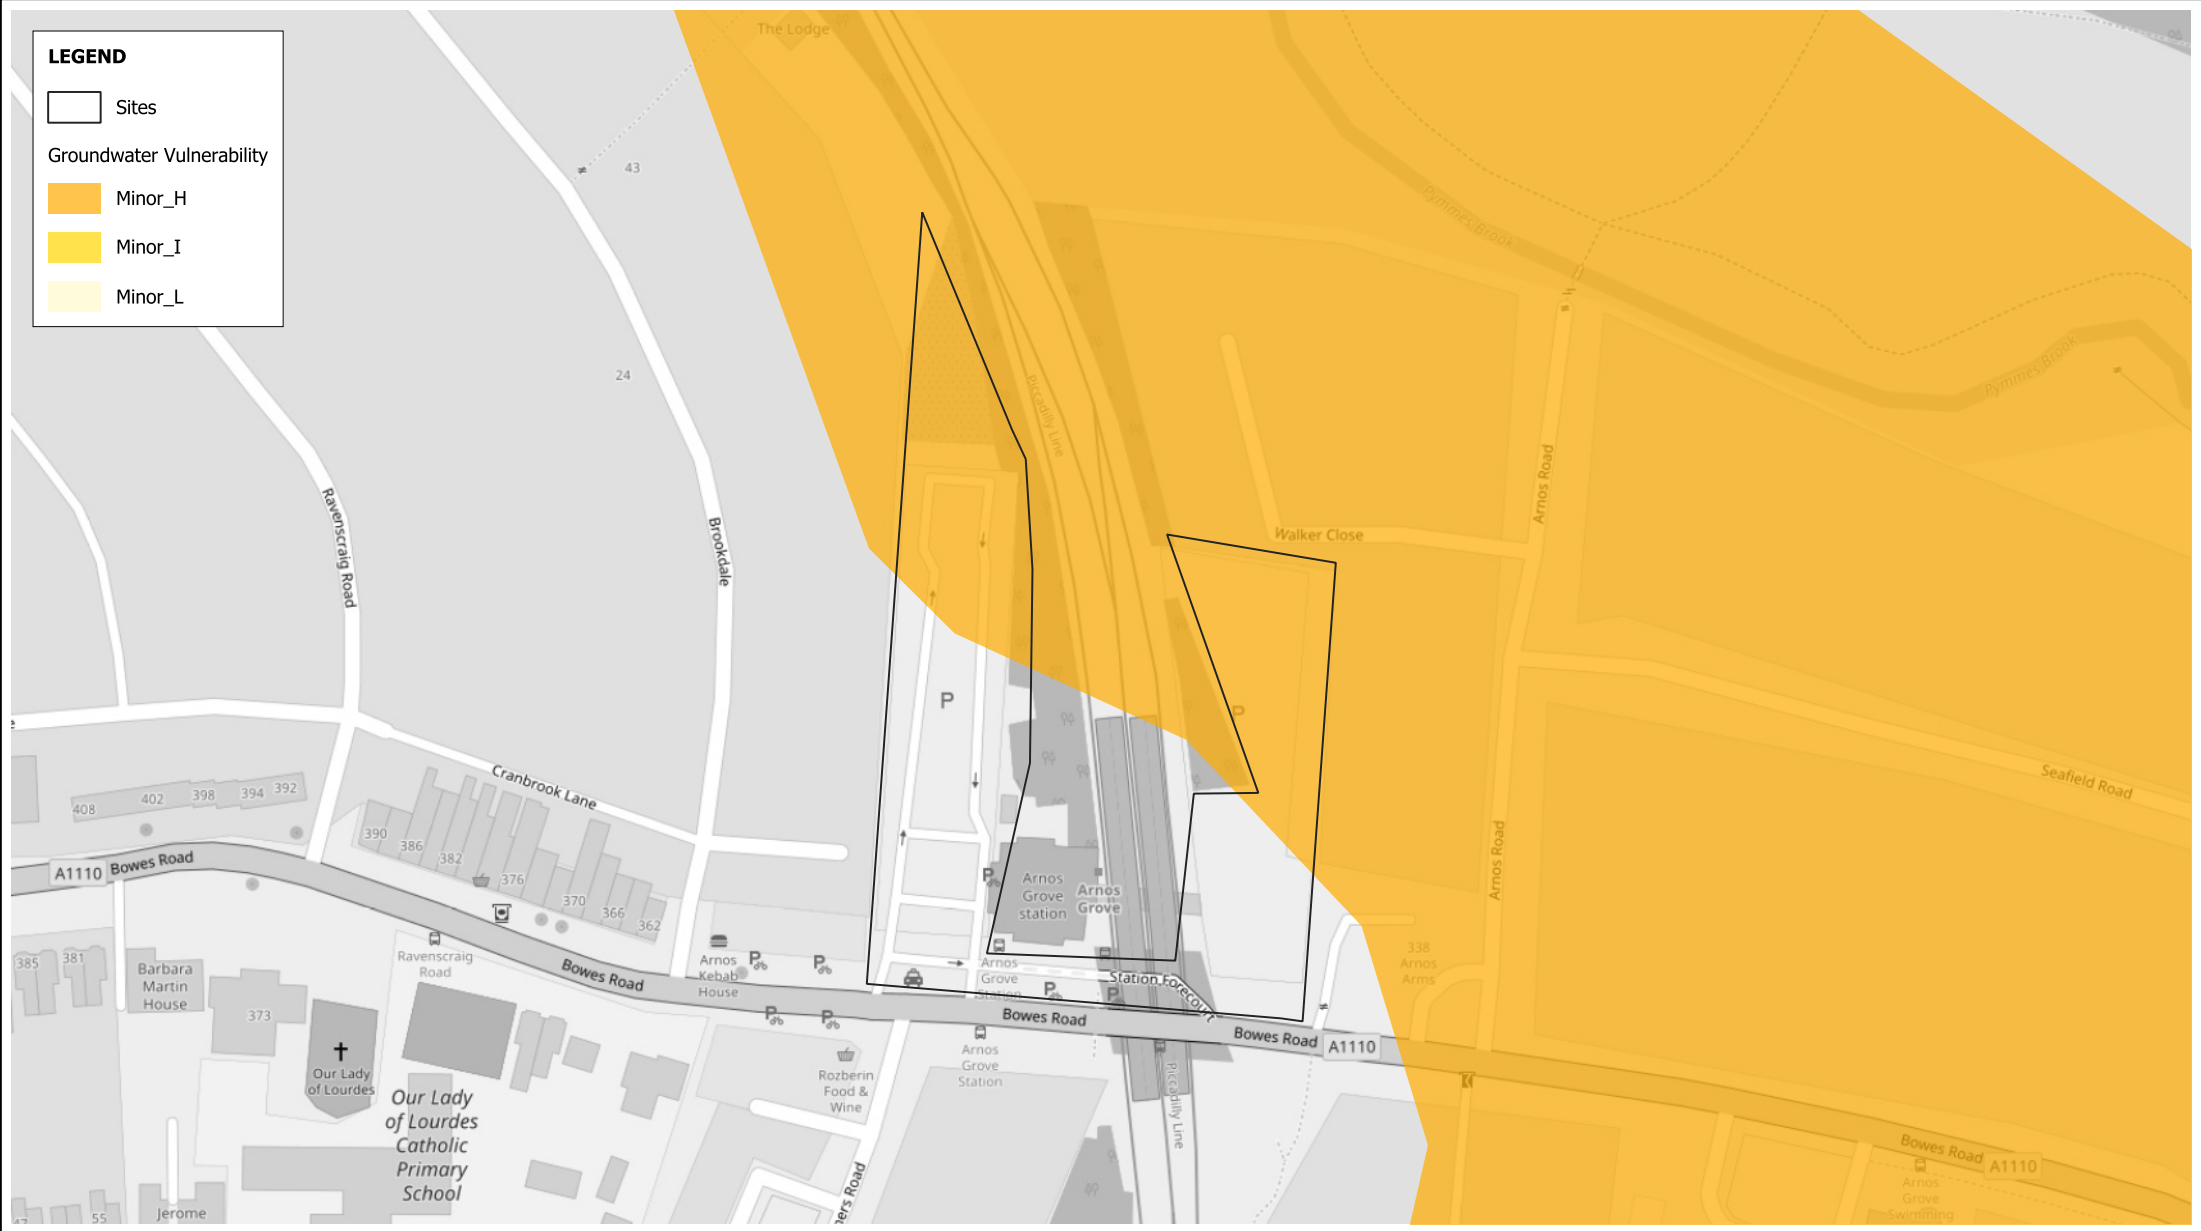 LEGEND
Sites
Groundwater Vulnerability
Minor_H
Minor_I
Minor_L
The Lodge
43
24
Pymmes Brook
Pymmes Brook
Piccadilly Line
Arnos Road
Walker Close
Ravenscraig Road
Brookdale
P
P
Seafield Road
Cranbrook Lane
408
402
398
394
392
390
386
382
376
370
366
362
A1110
Bowes Road
Arnos
Grove
station
Arnos
Grove
Arnos Road
P
385
381
Barbara
Martin
House
373
Ravenscraig
Road
Bowes Road
Arnos
Kebab
House
P
P
P
P
Arnos
Grove
Station
P
P
Station Forecourt
Bowes Road
Bowes Road
A1110
338
Arnos
Arms
Our Lady
of Lourdes
Our Lady
of Lourdes
Catholic
Primary
School
Rozberin
Food &
Wine
Arnos
Grove
Station
Piccadilly Line
Bowes Road
A1110
Arnos
Grove
Swimming
Jerome
47
55
ners Road